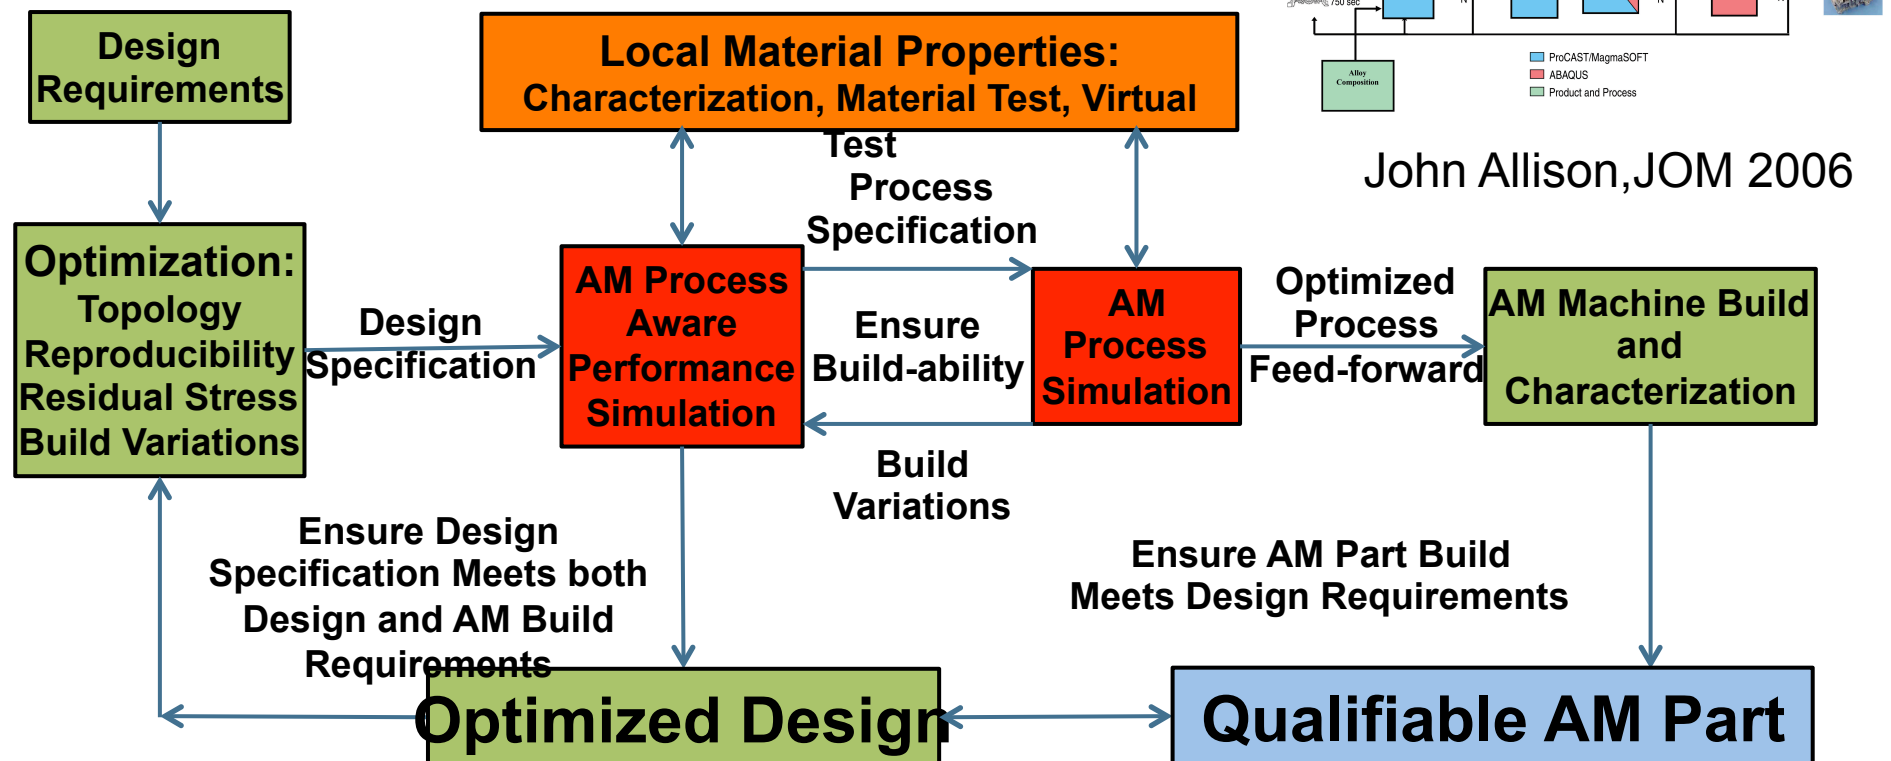 Design
Requirements
Local Material Properties:
Characterization, Material Test, Virtual
Test
750 sec
N
N
Alloy
Composition
ProCAST/MagmaSOFT
ABAQUS
Product and Process
John Allison,JOM 2006
Process
Specification
Optimization:
Topology
Reproducibility
Residual Stress
Build Variations
Design
Specification
AM Process
Aware
Performance
Simulation
Ensure
Build-ability
AM
Process
Simulation
Optimized
Process
Feed-forward
AM Machine Build
and
Characterization
Build
Variations
Ensure Design
Specification Meets both
Design and AM Build
Requirements
Ensure AM Part Build
Meets Design Requirements
Optimized Design
Qualifiable AM Part